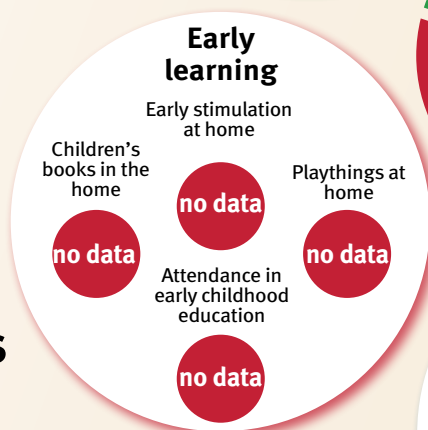 Early
learning
Early stimulation
at home
Children’s
books in the
home
no data
Playthings at
home
no data
no data
Attendance in
early childhood
education
no data
s